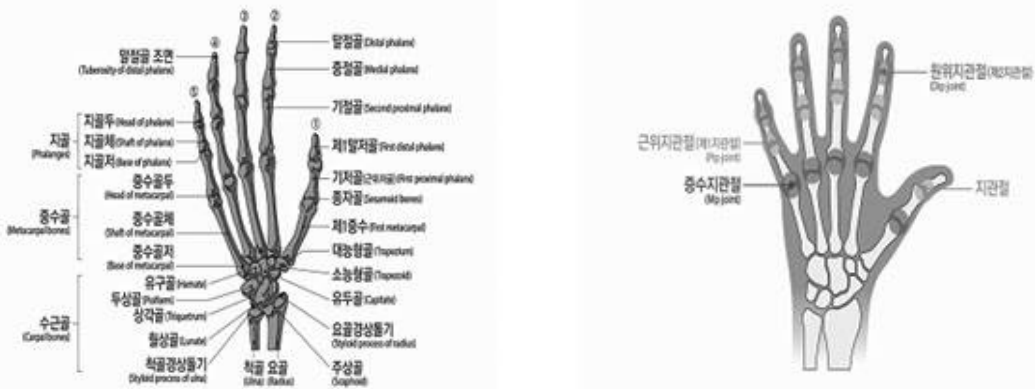 ③ ②
④
⑤
①
말절골 조면
(Tuberosity of distal phalanx)
지골
(Phalanges)
지골두 (Head of phalanx)
지골체 (Shaft of phalanx)
지골저 (Base of phalanx)
중수골
(Metacarpal bones)
중수골두
(Head of metacarpal)
중수골체
(Shaft of metacarpal)
중수골저
(Base of metacarpal)
수근골
(Carpal bones)
유구골 (Hamate)
두상골 (Pisiform)
삼각골 (Triquetrum)
월상골 (Lunate)
척골경상돌기
(Styloid process of ulna)
척골
(Ulna)
요골
(Radius)
말절골 (Distal phalanx)
중절골 (Medial phalanx)
기절골 (Second proximal phalanx)
제1말저골 (First distal phalanx)
기저골 (First proximal phalanx)
종자골 (Sesamoid bones)
제1중수 (First metacarpal)
대능형골 (Trapezium)
소능형골 (Trapezoid)
유두골 (Capitate)
요골경상돌기
(Styloid process of radius)
주상골
(Scaphoid)
원위지관절 (제2지관절)
(Dip joint)
근위지관절 (제1지관절)
(Pip joint)
중수지관절
(Mp joint)
지관절